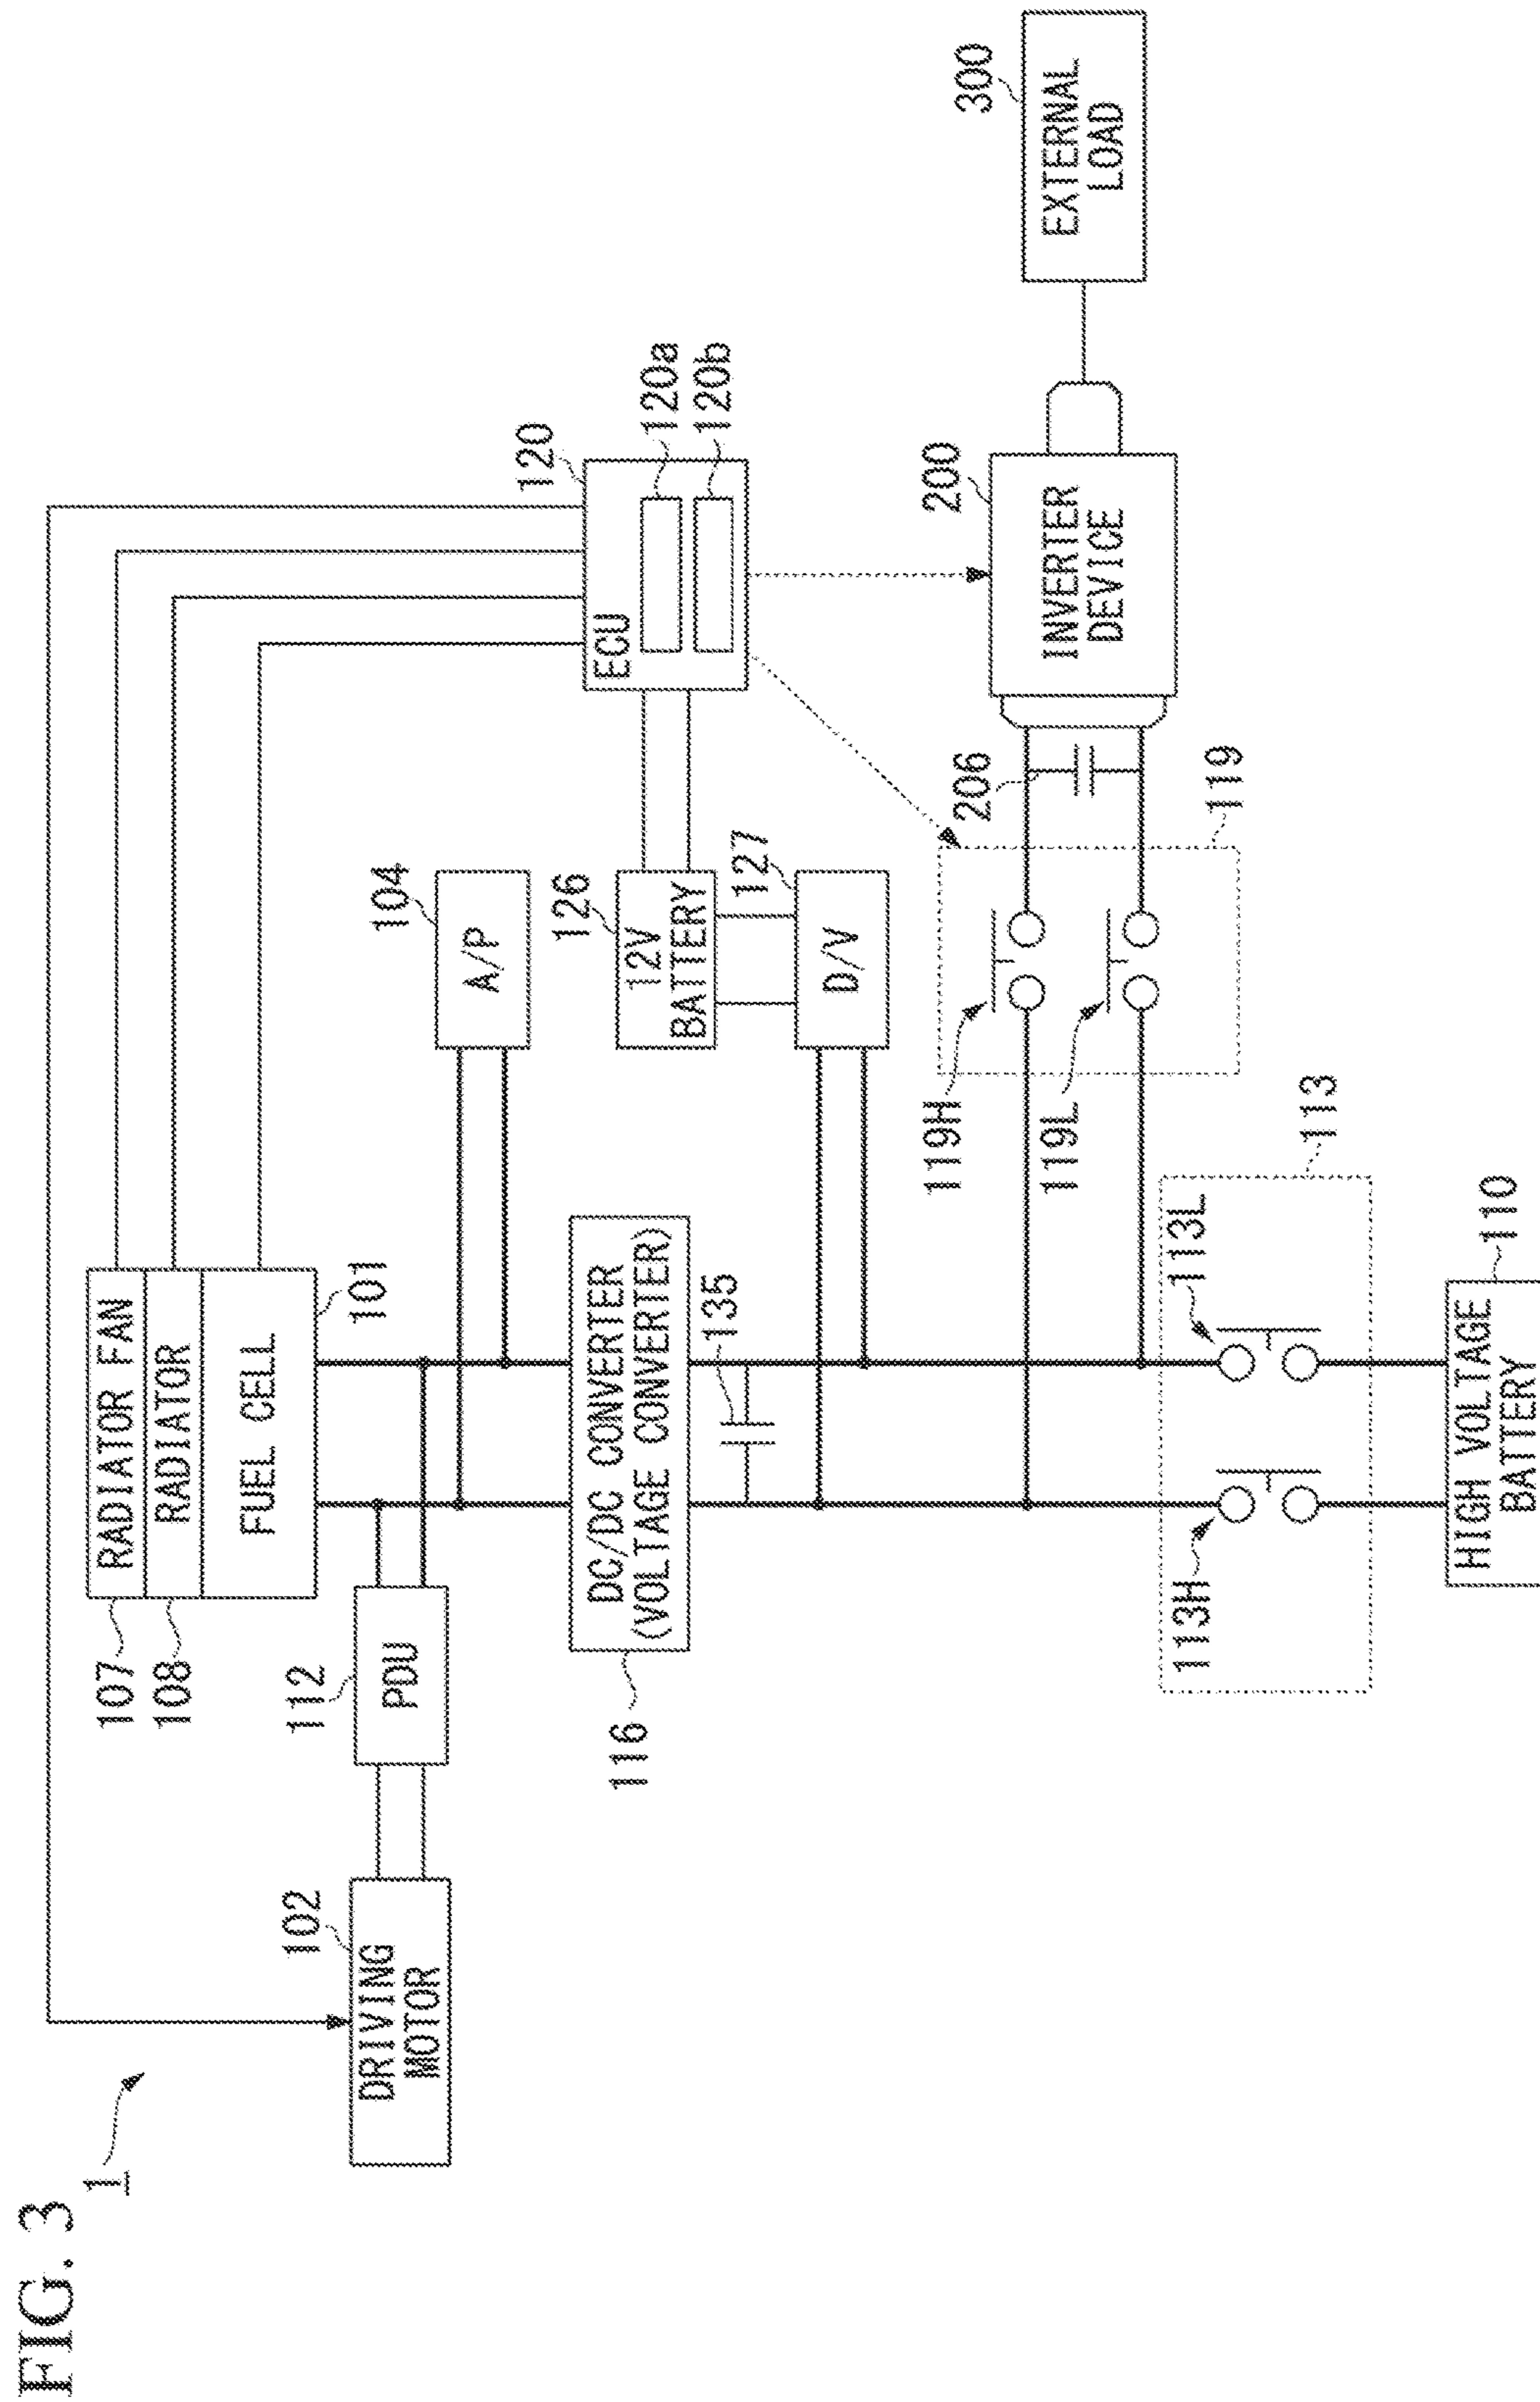 FIG. 3
1
107
RADIATOR FAN
108
RADIATOR
FUEL CELL
101
102
DRIVING
MOTOR
112
PDU
104
A/P
120
ECU
120a
120b
126
12V
BATTERY
127
D/V
116
DC/DC CONVERTER
(VOLTAGE CONVERTER)
135
119H
119L
119
206
200
INVERTER
DEVICE
300
EXTERNAL
LOAD
113H
113L
113
110
HIGH VOLTAGE
BATTERY